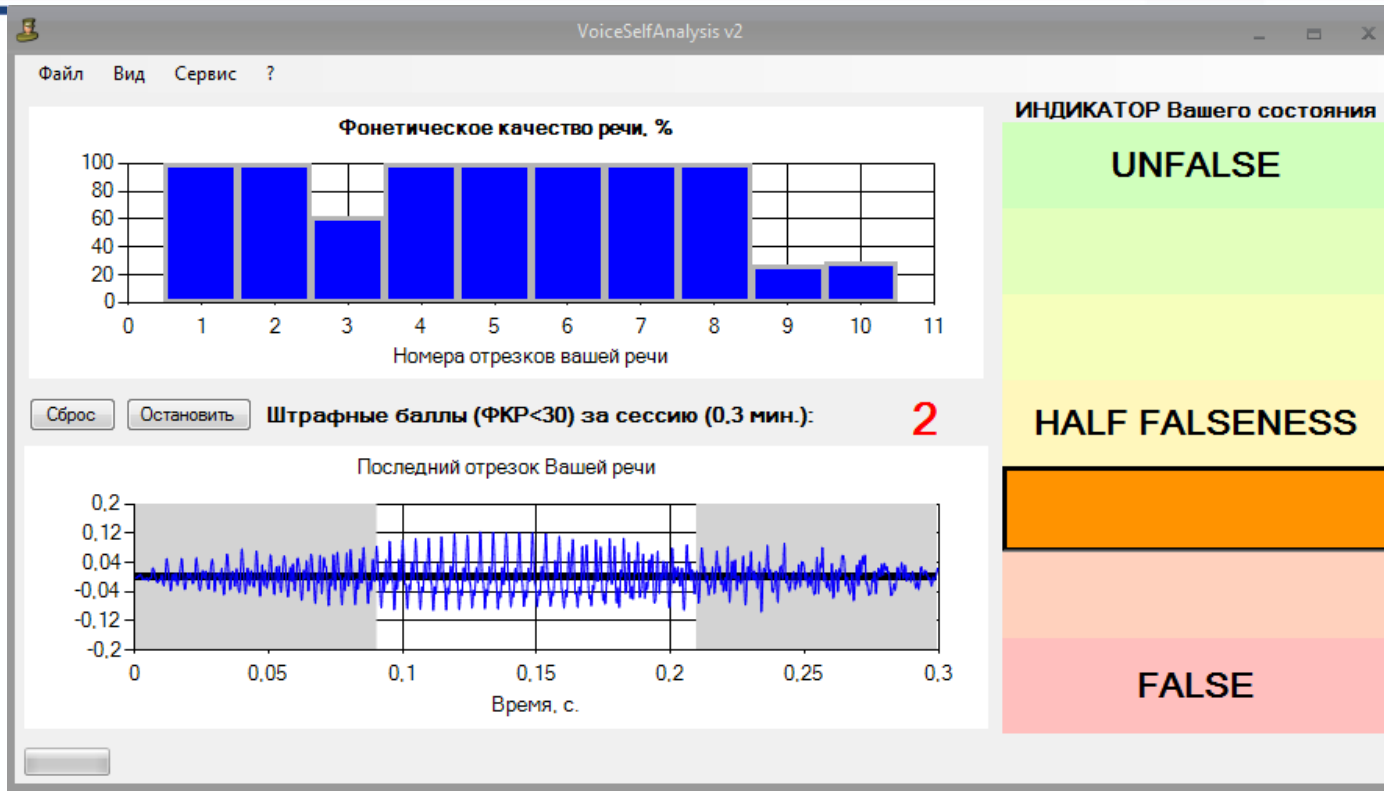 VoiceSelfAnalysis v2
Файл Вид Сервис ?
Фонетическое качество речи, %
100
80
60
40
20
0
0 1 2 3 4 5 6 7 8 9 10 11
Номера отрезков вашей речи
Сброс Остановить Штрафные баллы (ФКР<30) за сессию (0,3 мин.): 2
Последний отрезок Вашей речи
0,2
0,12
0,04
-0,04
-0,12
-0,2
0 0,05 0,1 0,15 0,2 0,25 0,3
Время, с.
ИНДИКАТОР Вашего состояния
UNFALSE
HALF FALSENESS
FALSE